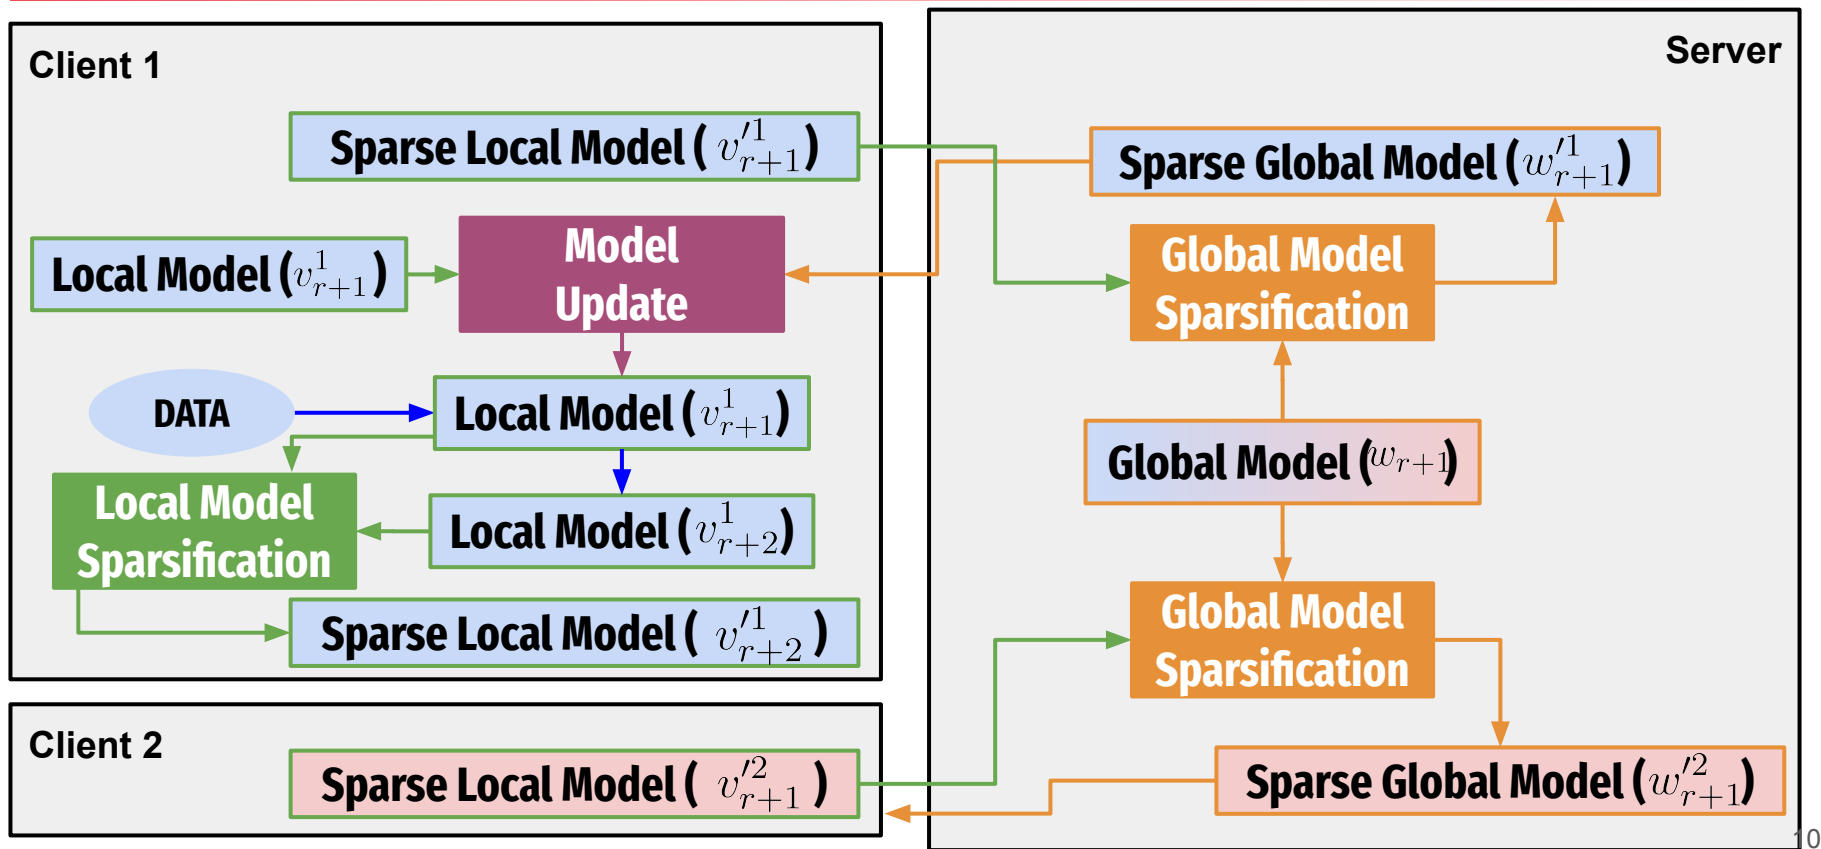 Client 1
Sparse Local Model ( v'^1_{r+1} )
Local Model ( v^1_{r+1} )
Model
Update
DATA
Local Model ( v^1_{r+1} )
Local Model
Sparsification
Local Model ( v^1_{r+2} )
Sparse Local Model ( v'^1_{r+2} )
Client 2
Sparse Local Model ( v'^2_{r+1} )
Server
Sparse Global Model ( w'^1_{r+1} )
Global Model
Sparsification
Global Model ( w_{r+1} )
Global Model
Sparsification
Sparse Global Model ( w'^2_{r+1} )
10